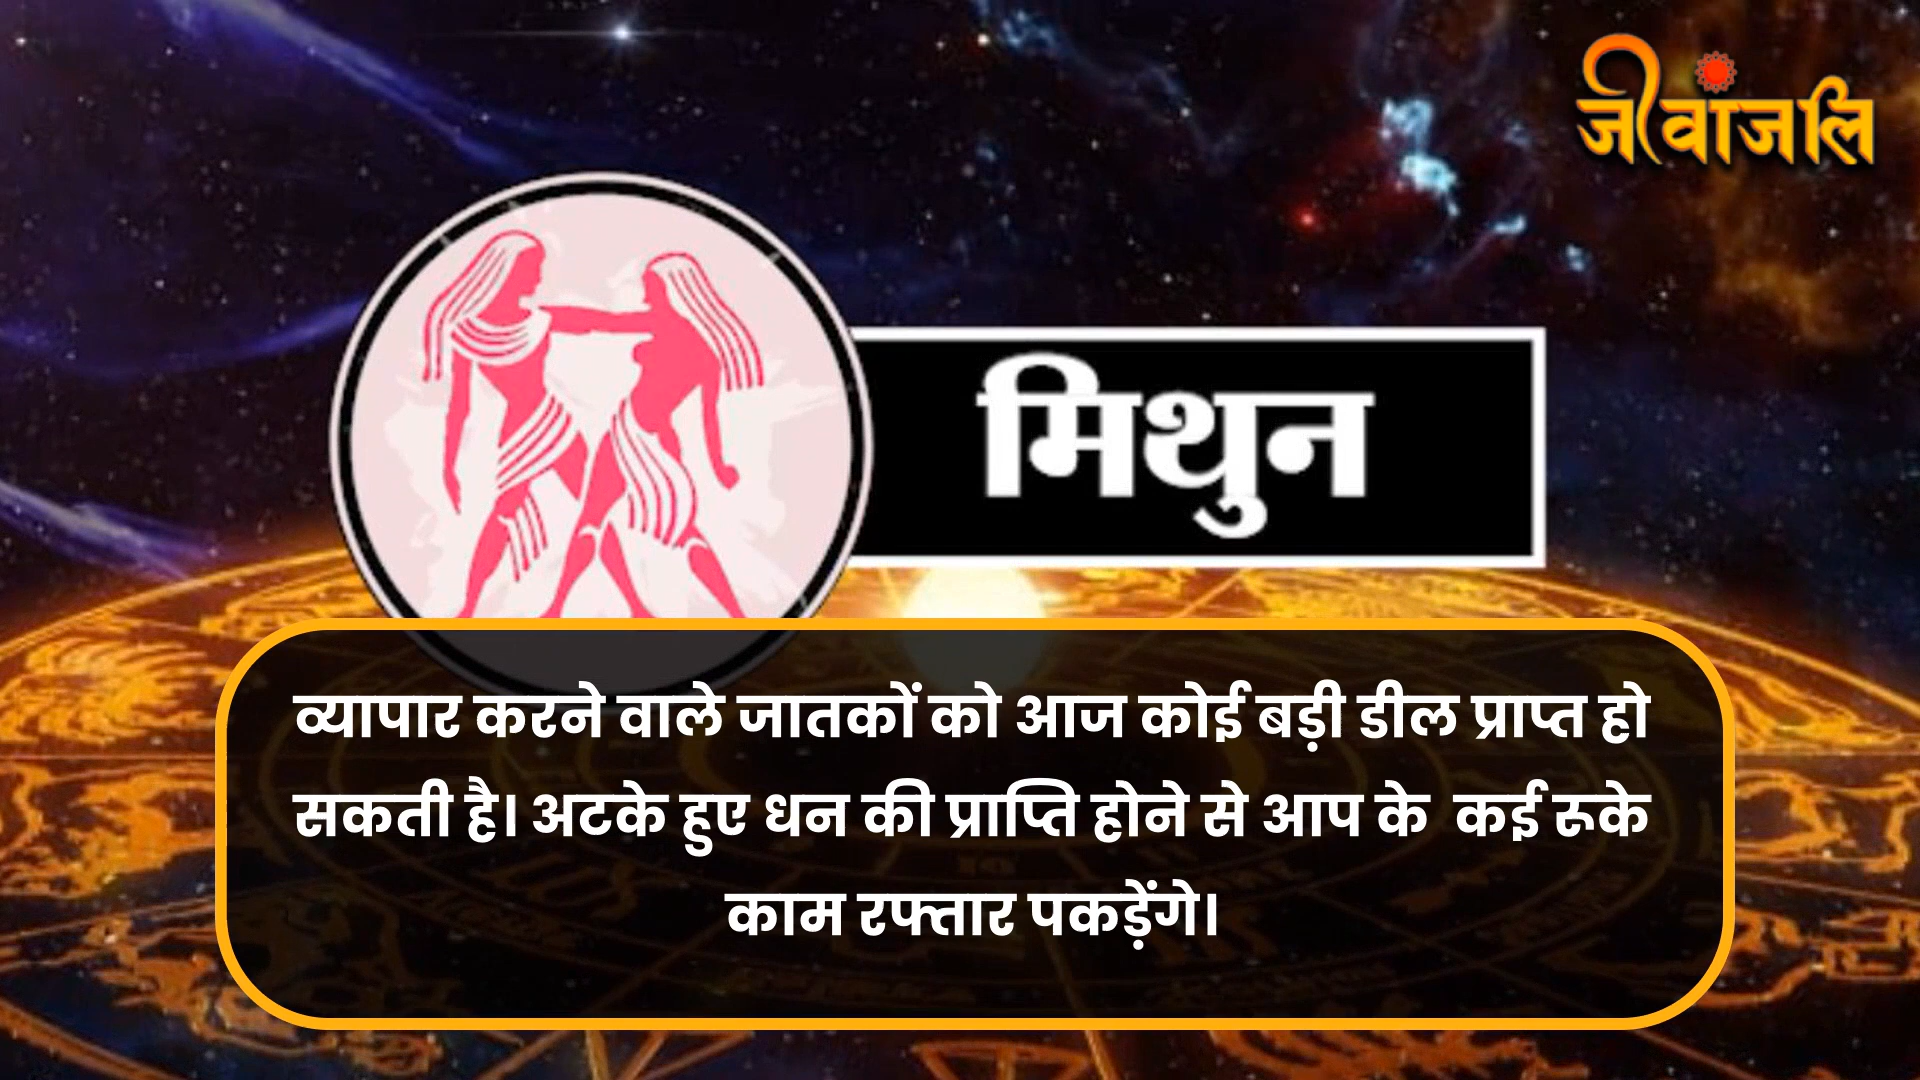 जीवांजलि
मिथुन
व्यापार करने वाले जातकों को आज कोई बड़ी डील प्राप्त हो
सकती है। अटके हुए धन की प्राप्ति होने से आप के  कई रूके
काम रफ्तार पकड़ेंगे।